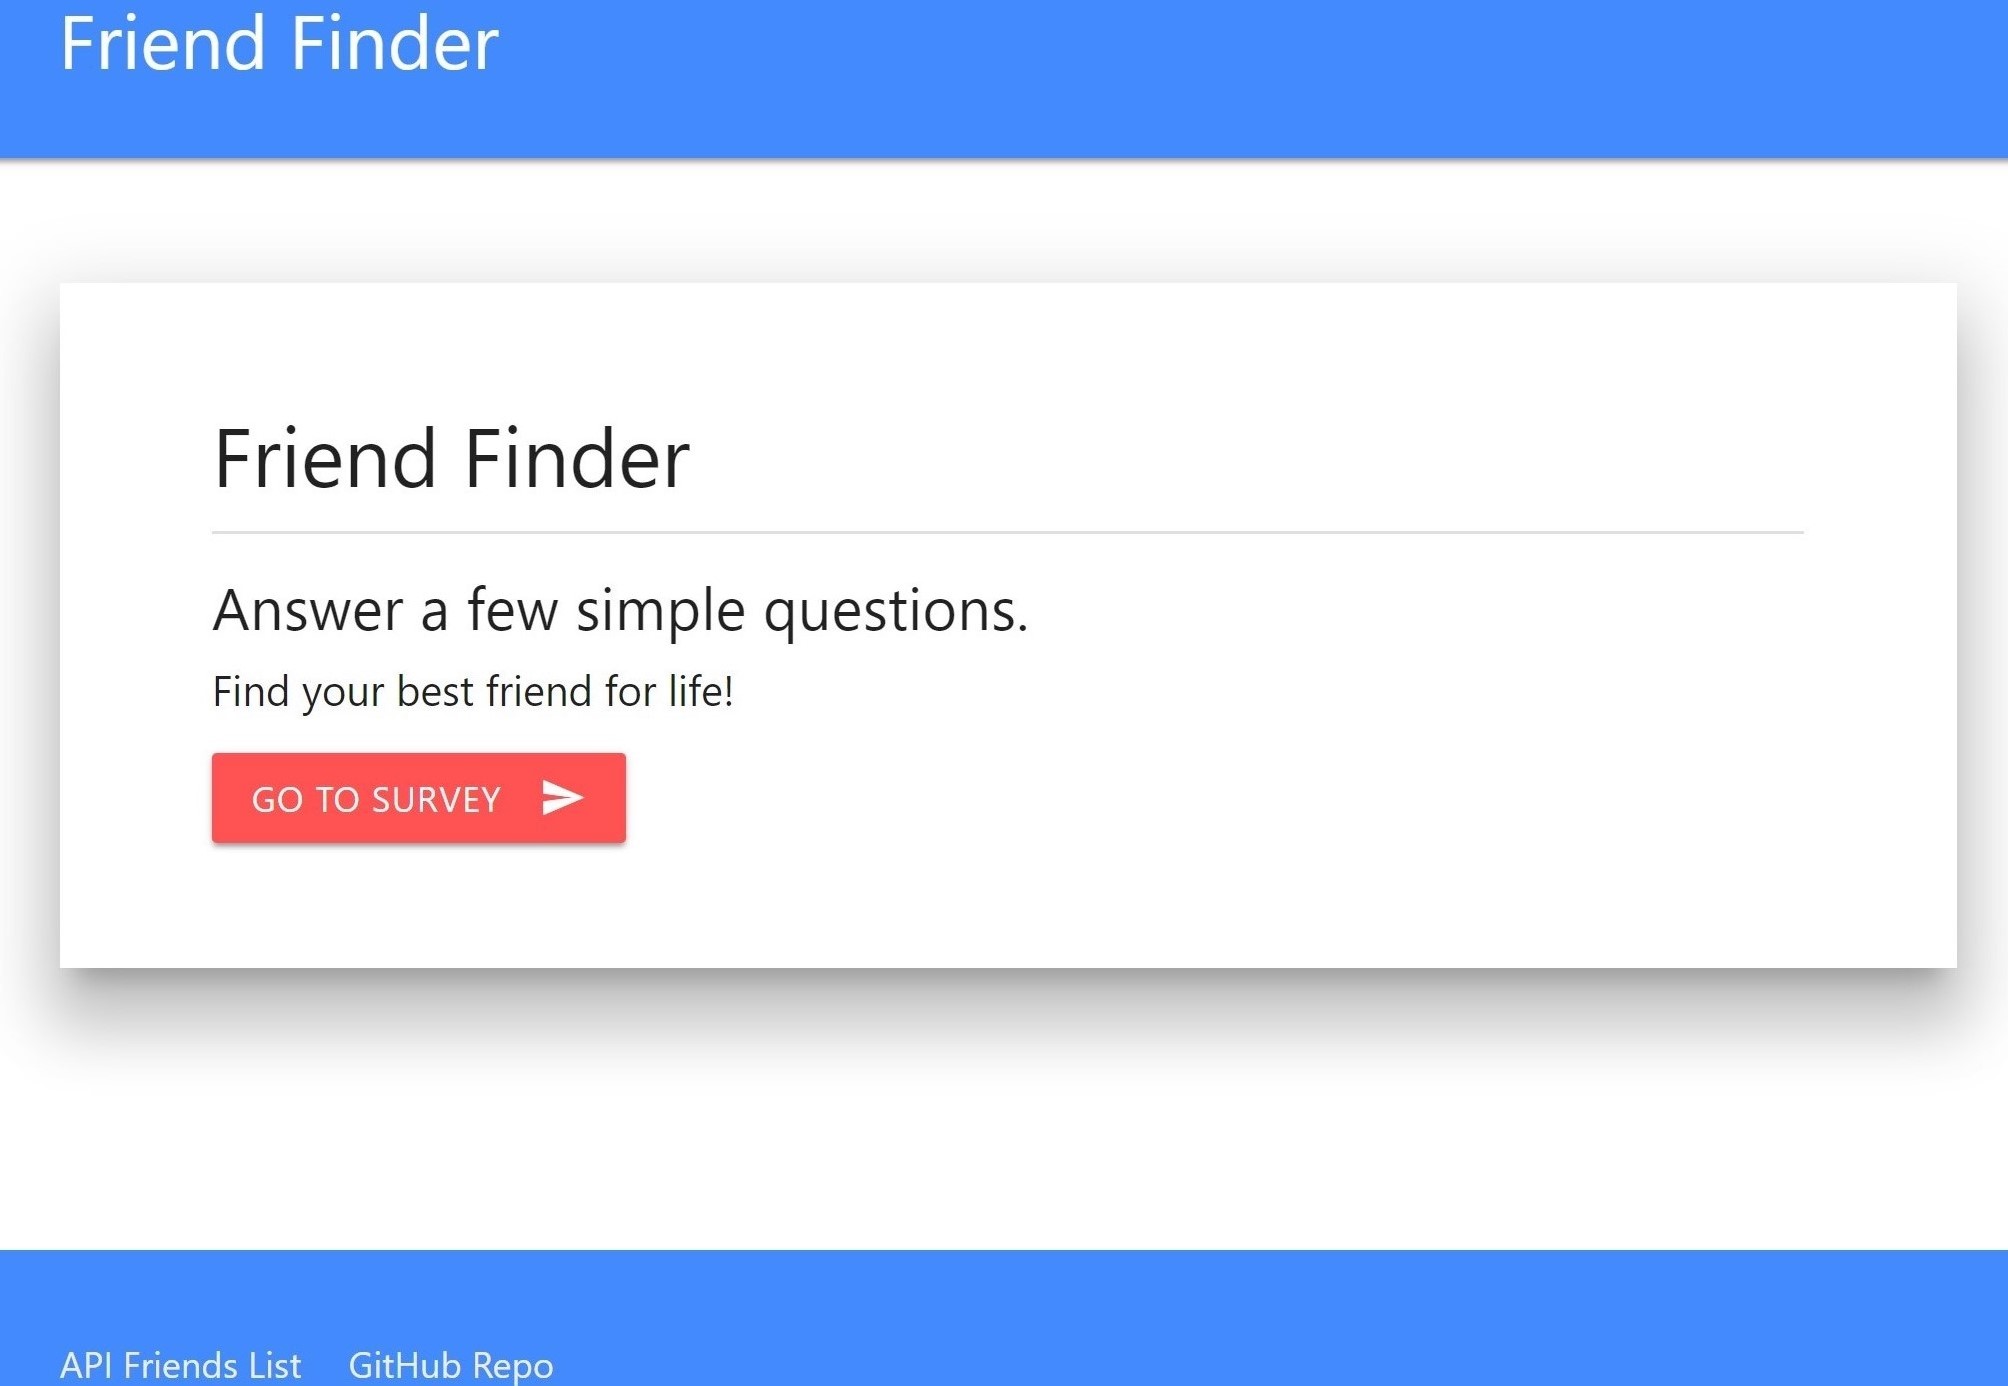 Friend Finder
Friend Finder
Answer a few simple questions.
Find your best friend for life!
GO TO SURVEY
API Friends List GitHub Repo